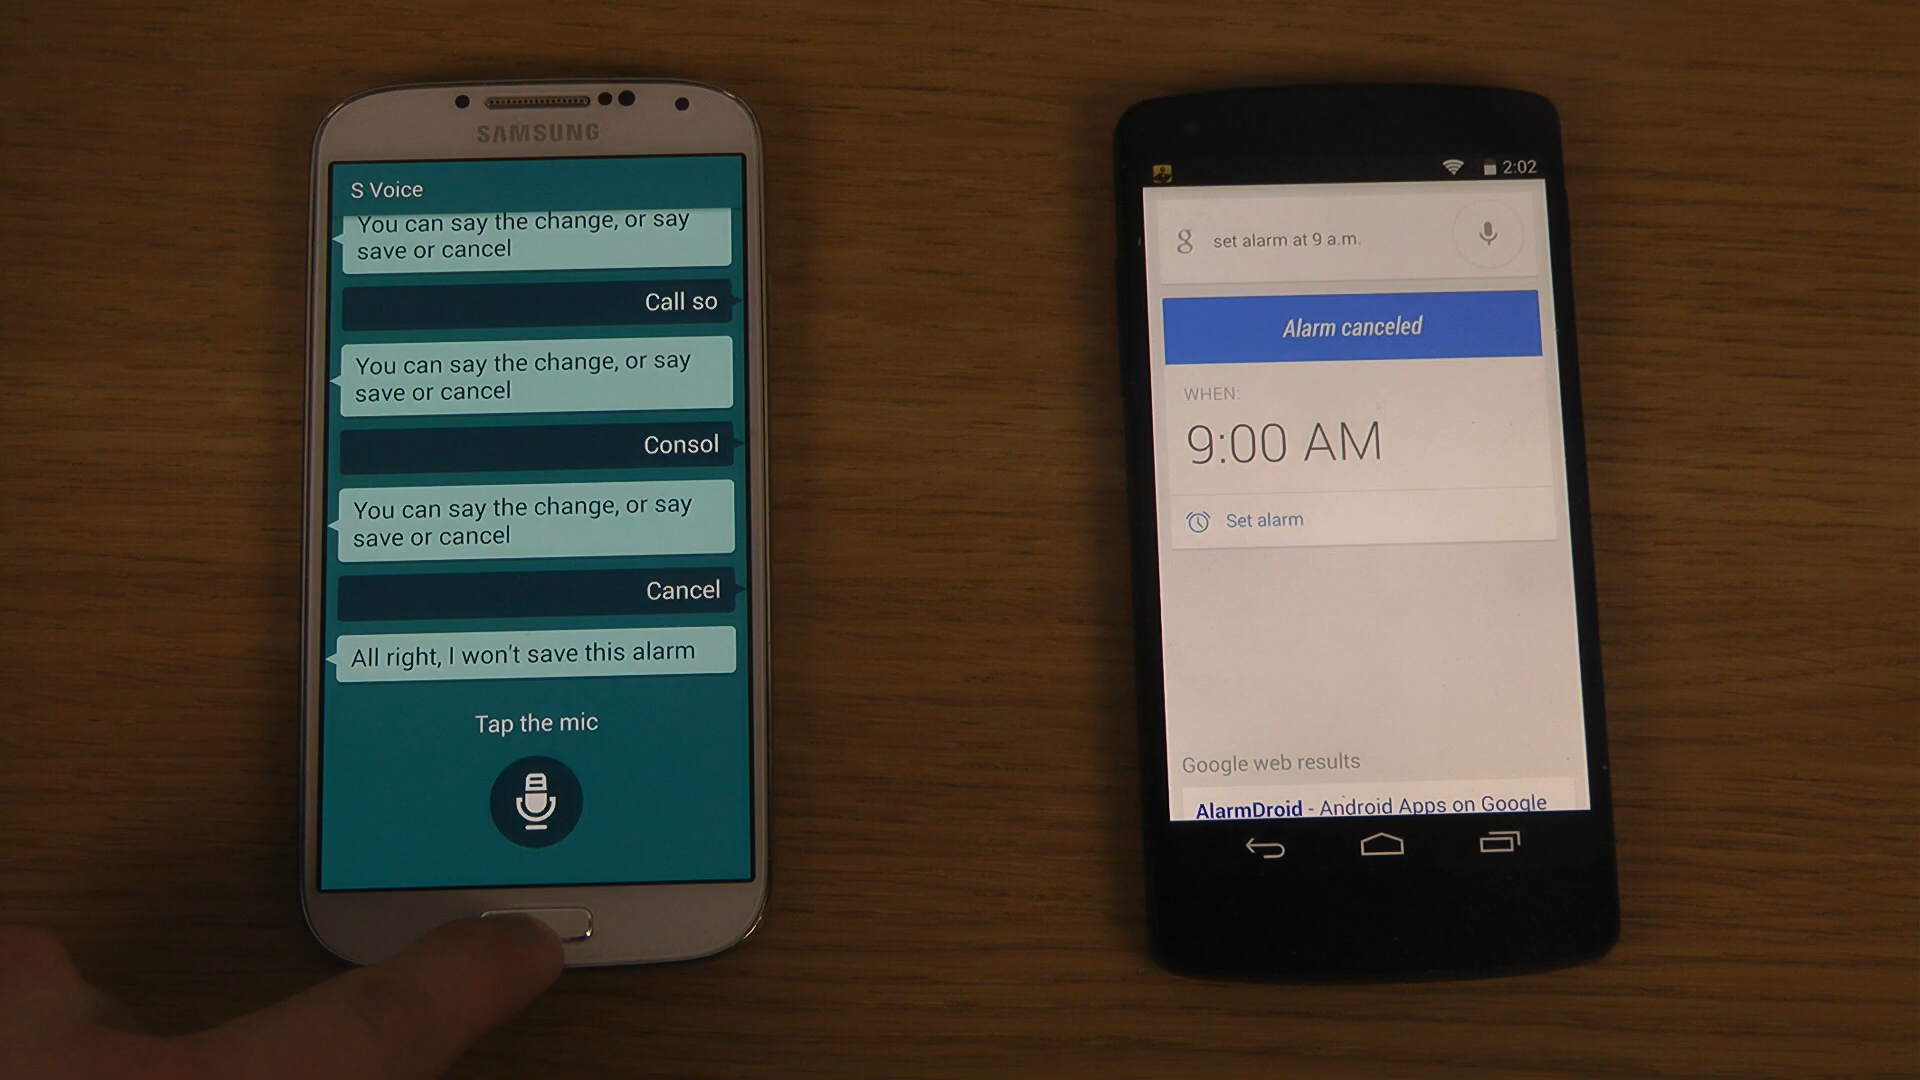 SAMSUNG
S Voice
You can say the change, or say
save or cancel
Call so
You can say the change, or say
save or cancel
Consol
You can say the change, or say
save or cancel
Cancel
All right, I won't save this alarm
Tap the mic
2:02
g
set alarm at 9 a.m.
Alarm canceled
WHEN:
9:00 AM
Set alarm
Google web results
AlarmDroid - Android Apps on Google